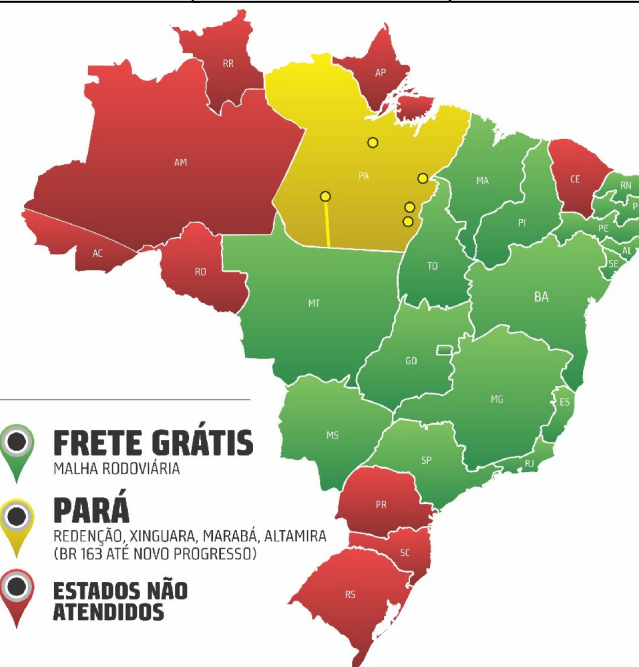 RR
AP
AM
PA
MA
CE
RN
P
PI
PE
AL
SE
AC
RO
TO
BA
MT
GO
MG
ES
MS
SP
RJ
PR
SC
RS
FRETE GRÁTIS
MALHA RODOVIÁRIA
PARÁ
REDENÇÃO, XINGUARA, MARABÁ, ALTAMIRA
(BR 163 ATÉ NOVO PROGRESSO)
ESTADOS NÃO
ATENDIDOS